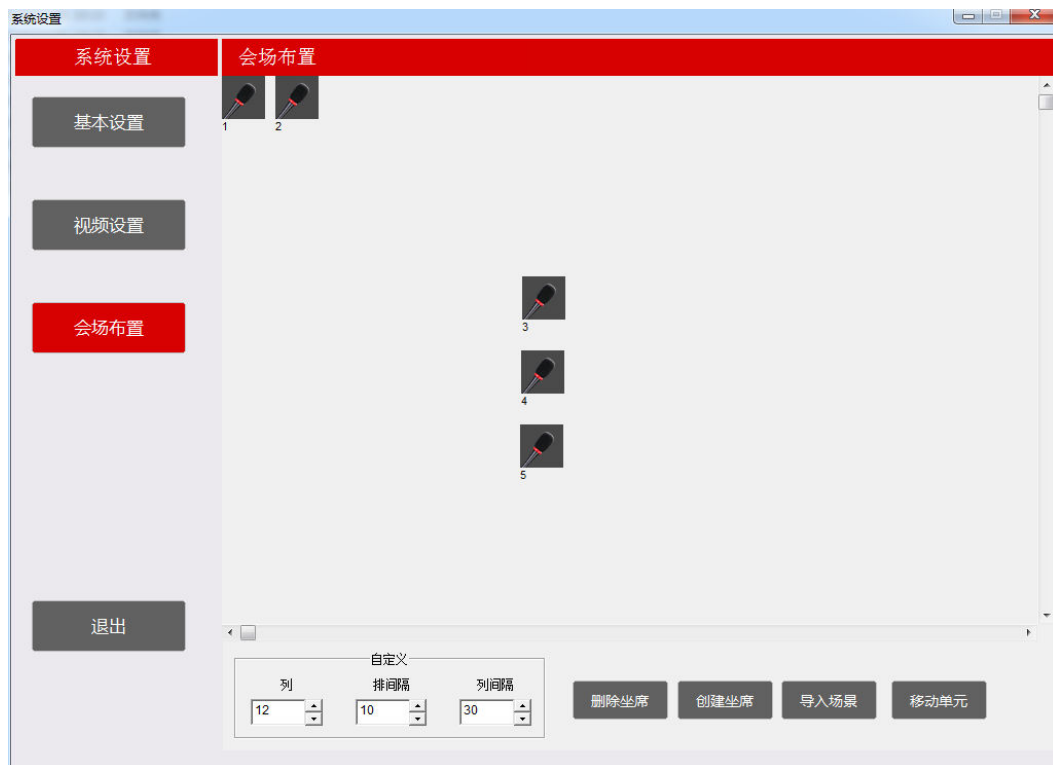 系统设置
系统设置
会场布置
基本设置
视频设置
会场布置
退出
1
2
3
4
5
自定义
列
排间隔
列间隔
12
10
30
删除坐席
创建坐席
导入场景
移动单元